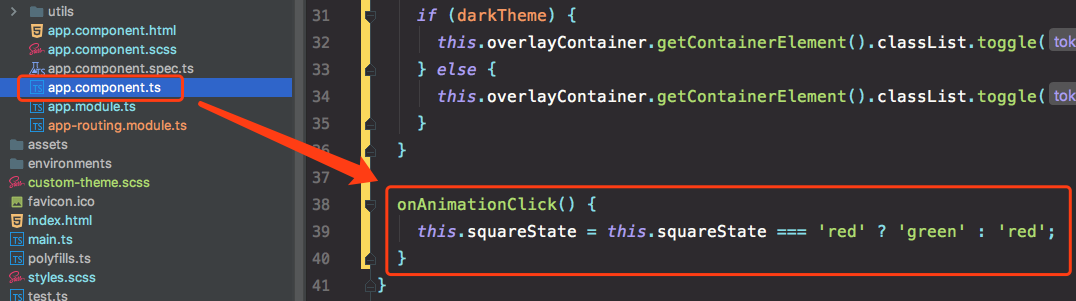 utils
app.component.html
app.component.scss
app.component.spec.ts
app.component.ts
app.module.ts
app-routing.module.ts
assets
environments
custom-theme.scss
favicon.ico
index.html
main.ts
polyfills.ts
styles.scss
test.ts
31 if (darkTheme) {
32 this.overlayContainer.getContainerElement().classList.toggle( tok
33 } else {
34 this.overlayContainer.getContainerElement().classList.toggle( tok
35 }
36 }
37
38 onAnimationClick() {
39 this.squareState = this.squareState === 'red' ? 'green' : 'red';
40 }
41 }